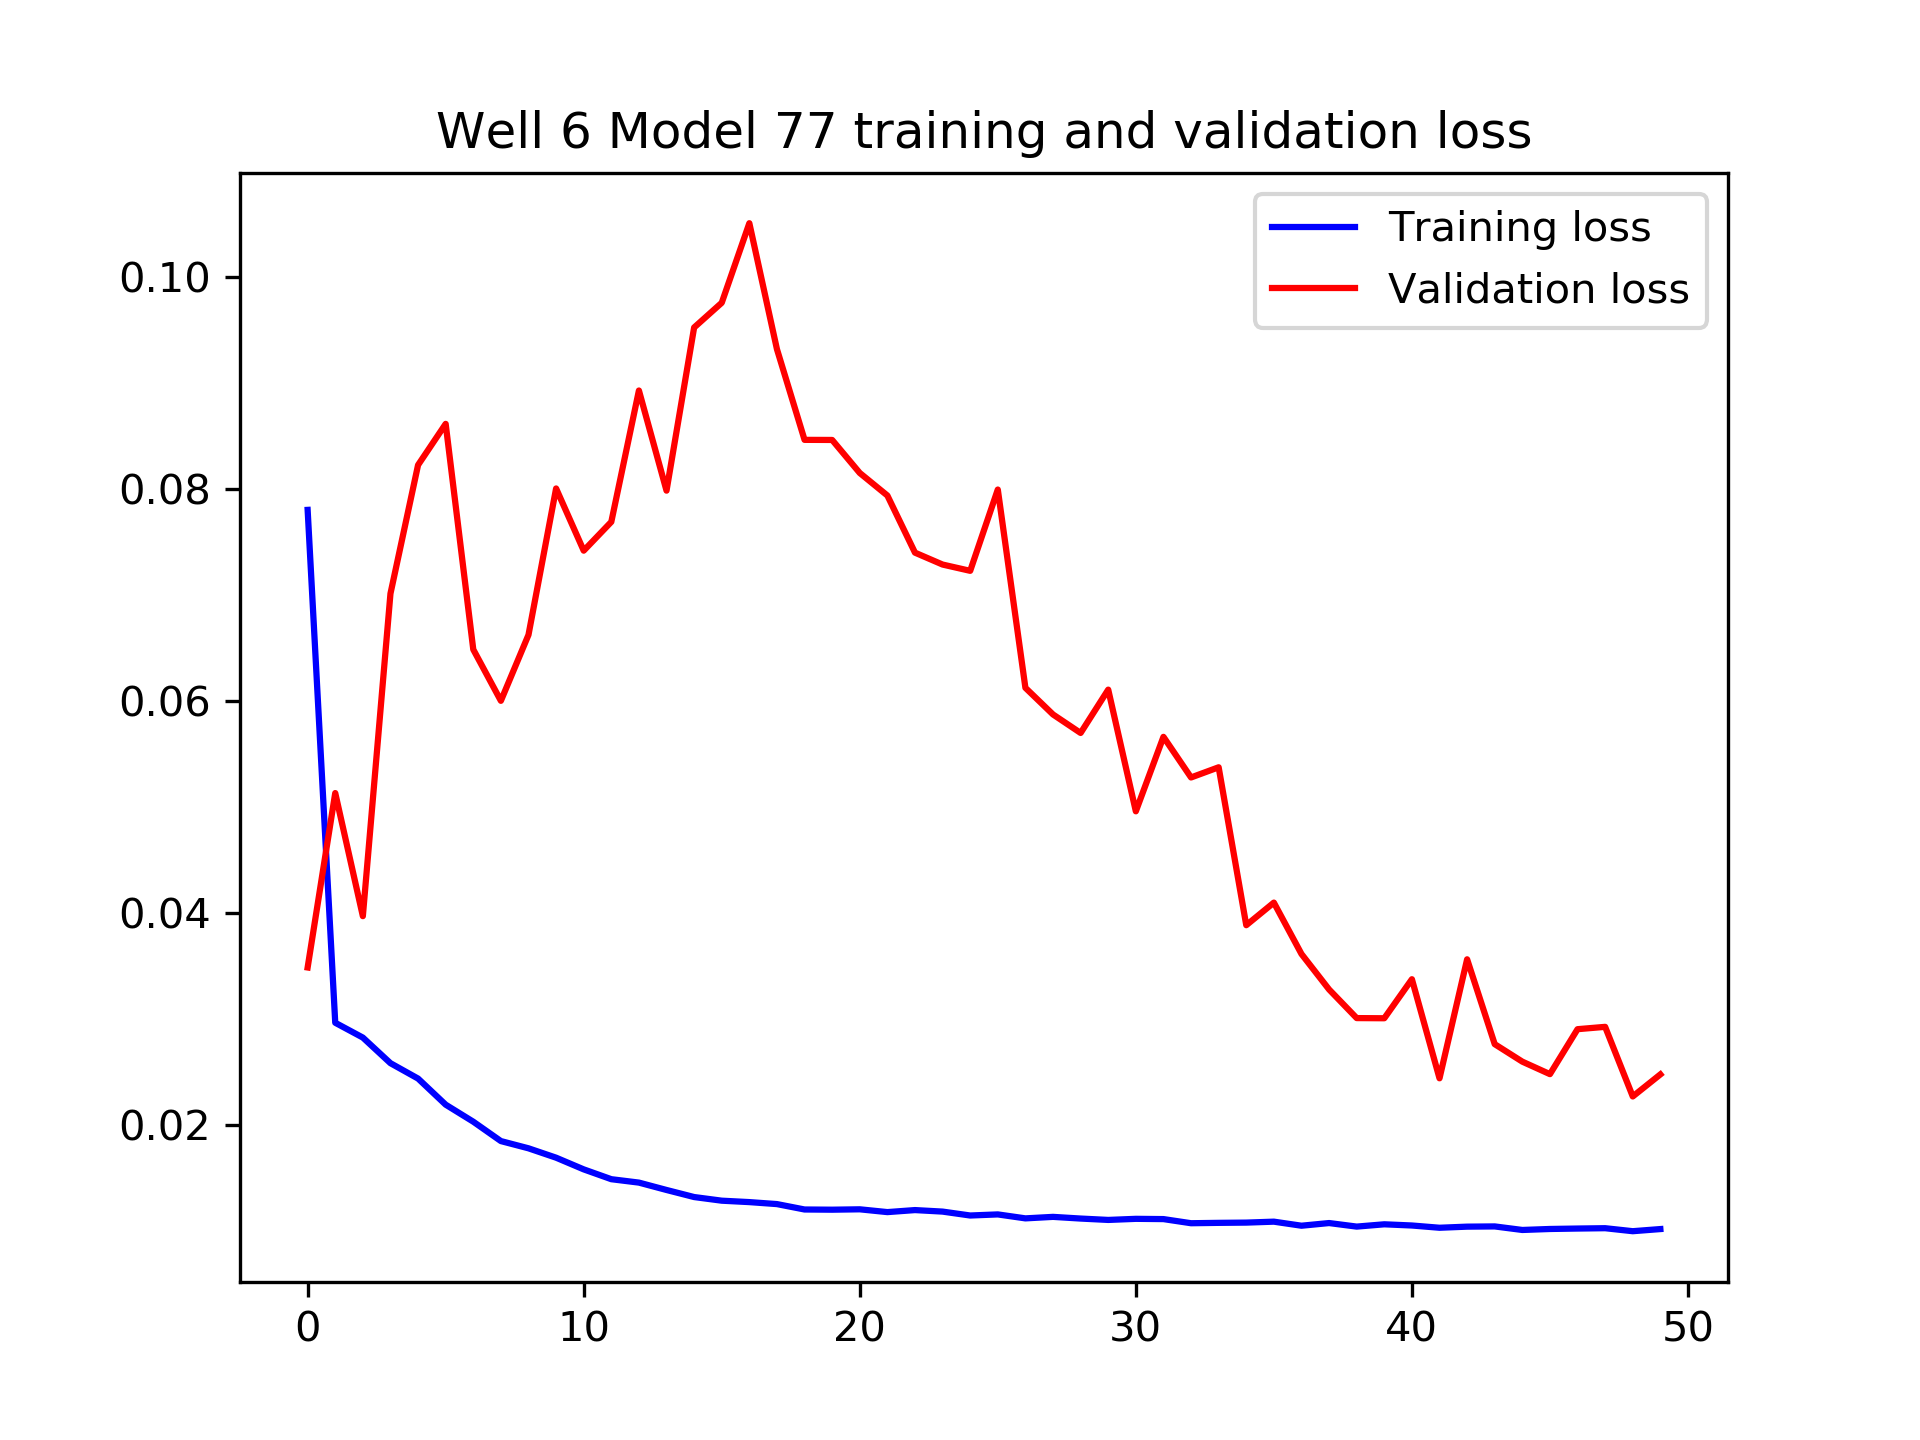 Well 6 Model 77 training and validation loss
Training loss
Validation loss
0.10
0.08
0.06
0.04
0.02
0 10 20 30 40 50